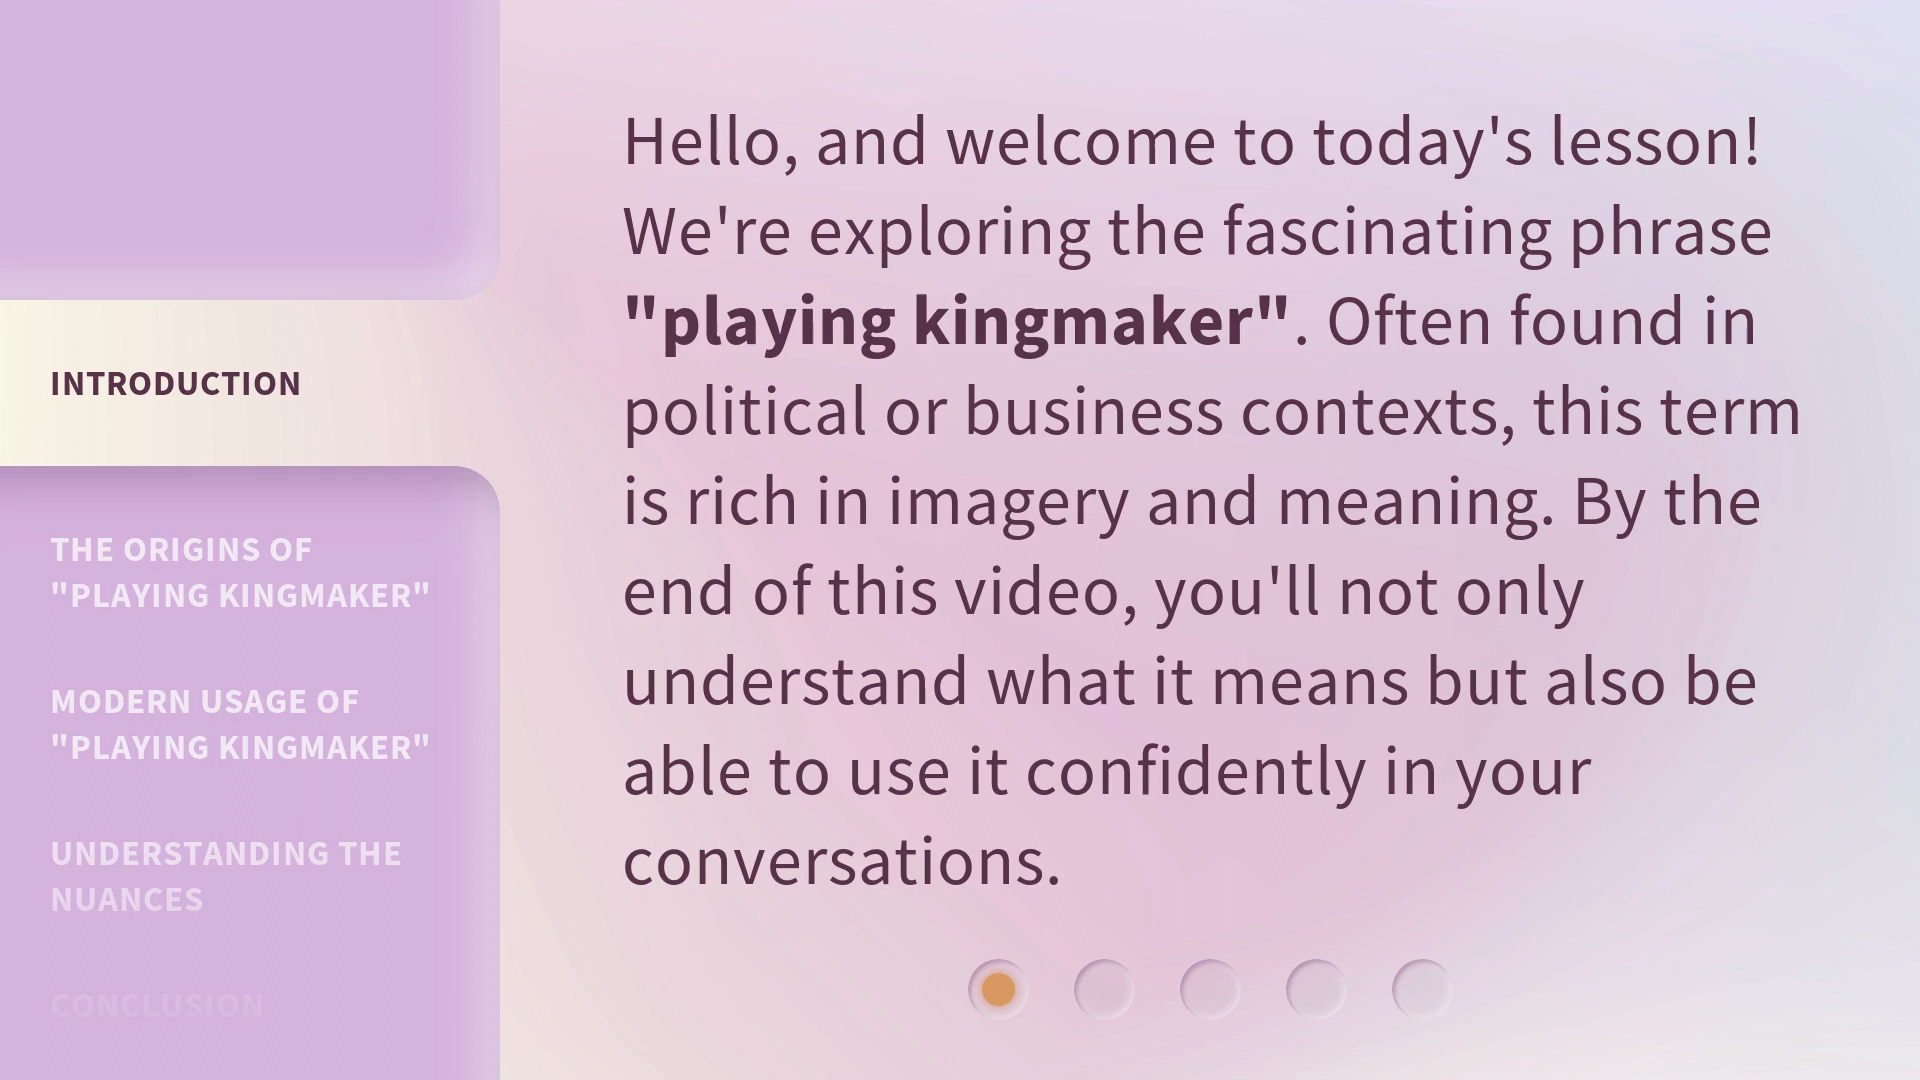 INTRODUCTION
THE ORIGINS OF
"PLAYING KINGMAKER"
MODERN USAGE OF
"PLAYING KINGMAKER"
UNDERSTANDING THE
NUANCES
CONCLUSION
Hello, and welcome to today's lesson!
We're exploring the fascinating phrase
"playing kingmaker". Often found in
political or business contexts, this term
is rich in imagery and meaning. By the
end of this video, you'll not only
understand what it means but also be
able to use it confidently in your
conversations.